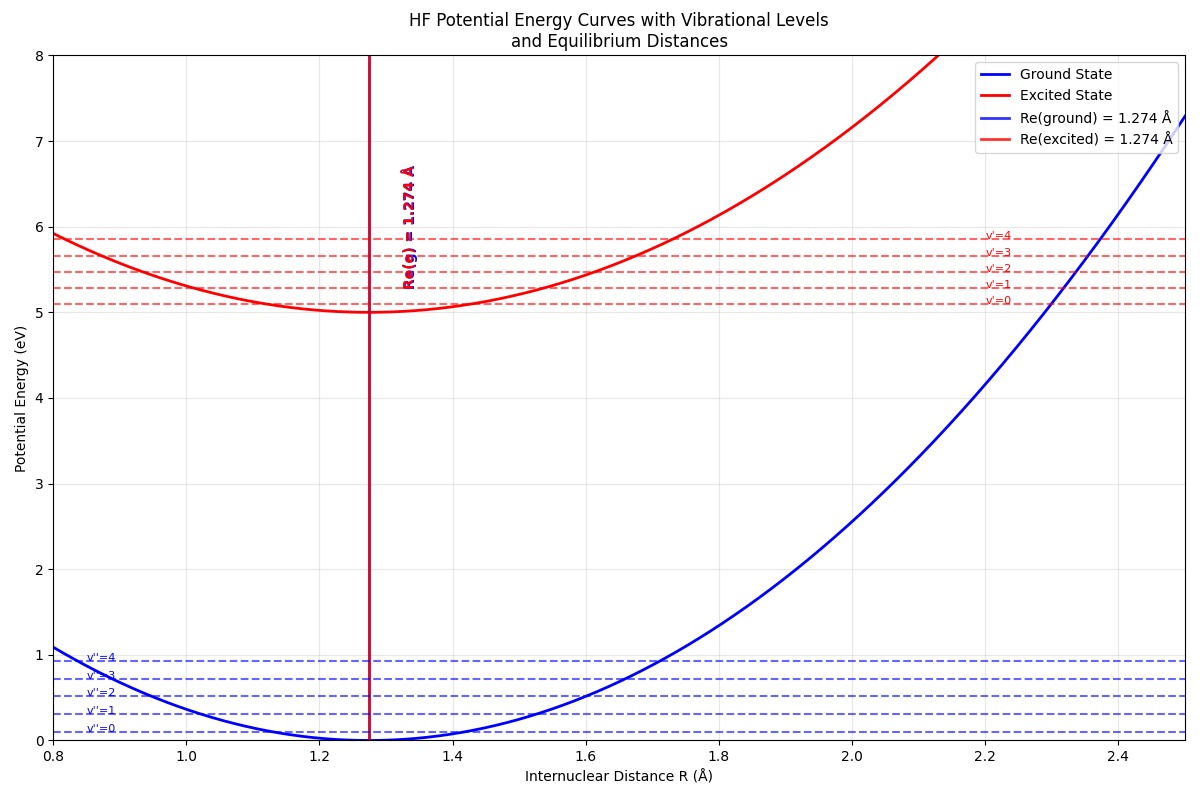 HF Potential Energy Curves with Vibrational Levels
and Equilibrium Distances
Potential Energy (eV)
8
7
6
5
4
3
2
1
0
Ground State
Excited State
Re(ground) = 1.274 Å
Re(excited) = 1.274 Å
= 1.274 Å
v'=4
v'=3
v'=2
v'=1
v'=0
v''=4
v''=3
v''=2
v''=1
v''=0
0.8
1.0
1.2
1.4
1.6
1.8
2.0
2.2
2.4
Internuclear Distance R (Å)